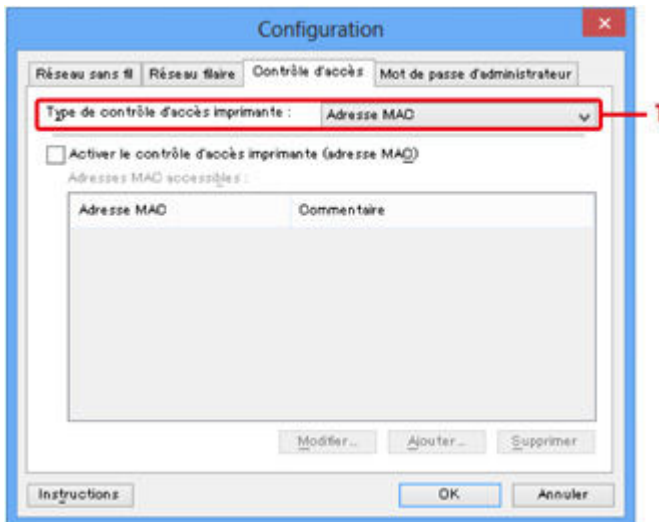 Configuration
Réseau sans fil Réseau filaire Contrôle d'accès Mot de passe d'administrateur
Type de contrôle d'accès imprimante : Adresse MAC 1
Activer le contrôle d'accès imprimante (adresse MAC)
Adresses MAC accessibles :
Adresse MAC Commentaire
Modifier... Ajouter... Supprimer
Instructions OK Annuler